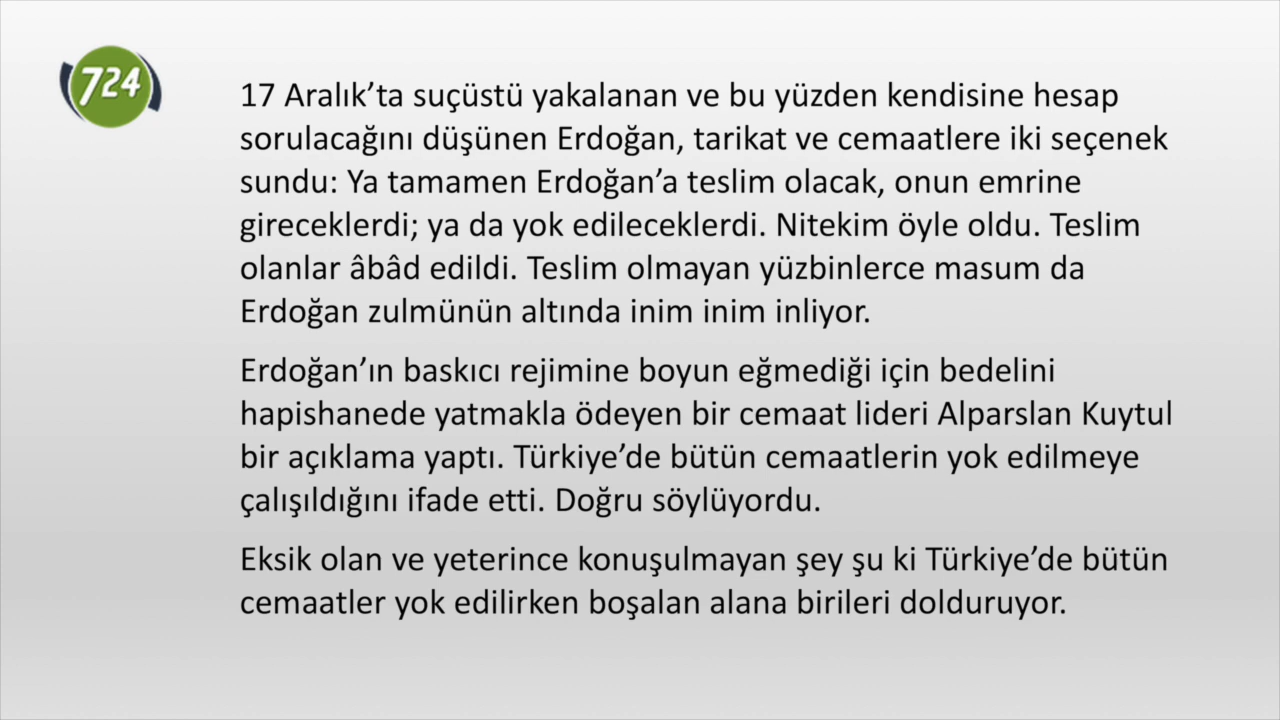 724
17 Aralık’ta suçüstü yakalanan ve bu yüzden kendisine hesap
sorulacağını düşünen Erdoğan, tarikat ve cemaatlere iki seçenek
sundu: Ya tamamen Erdoğan’a teslim olacak, onun emrine
gireceklerdi; ya da yok edileceklerdi. Nitekim öyle oldu. Teslim
olanlar âbâd edildi. Teslim olmayan yüzbinlerce masum da
Erdoğan zulmünün altında inim inim inliyor.
Erdoğan’ın baskıcı rejimine boyun eğmediği için bedelini
hapishanede yatmakla ödeyen bir cemaat lideri Alparslan Kuytul
bir açıklama yaptı. Türkiye’de bütün cemaatlerin yok edilmeye
çalışıldığını ifade etti. Doğru söylüyordu.
Eksik olan ve yeterince konuşulmayan şey şu ki Türkiye’de bütün
cemaatler yok edilirken boşalan alana birileri dolduruyor.